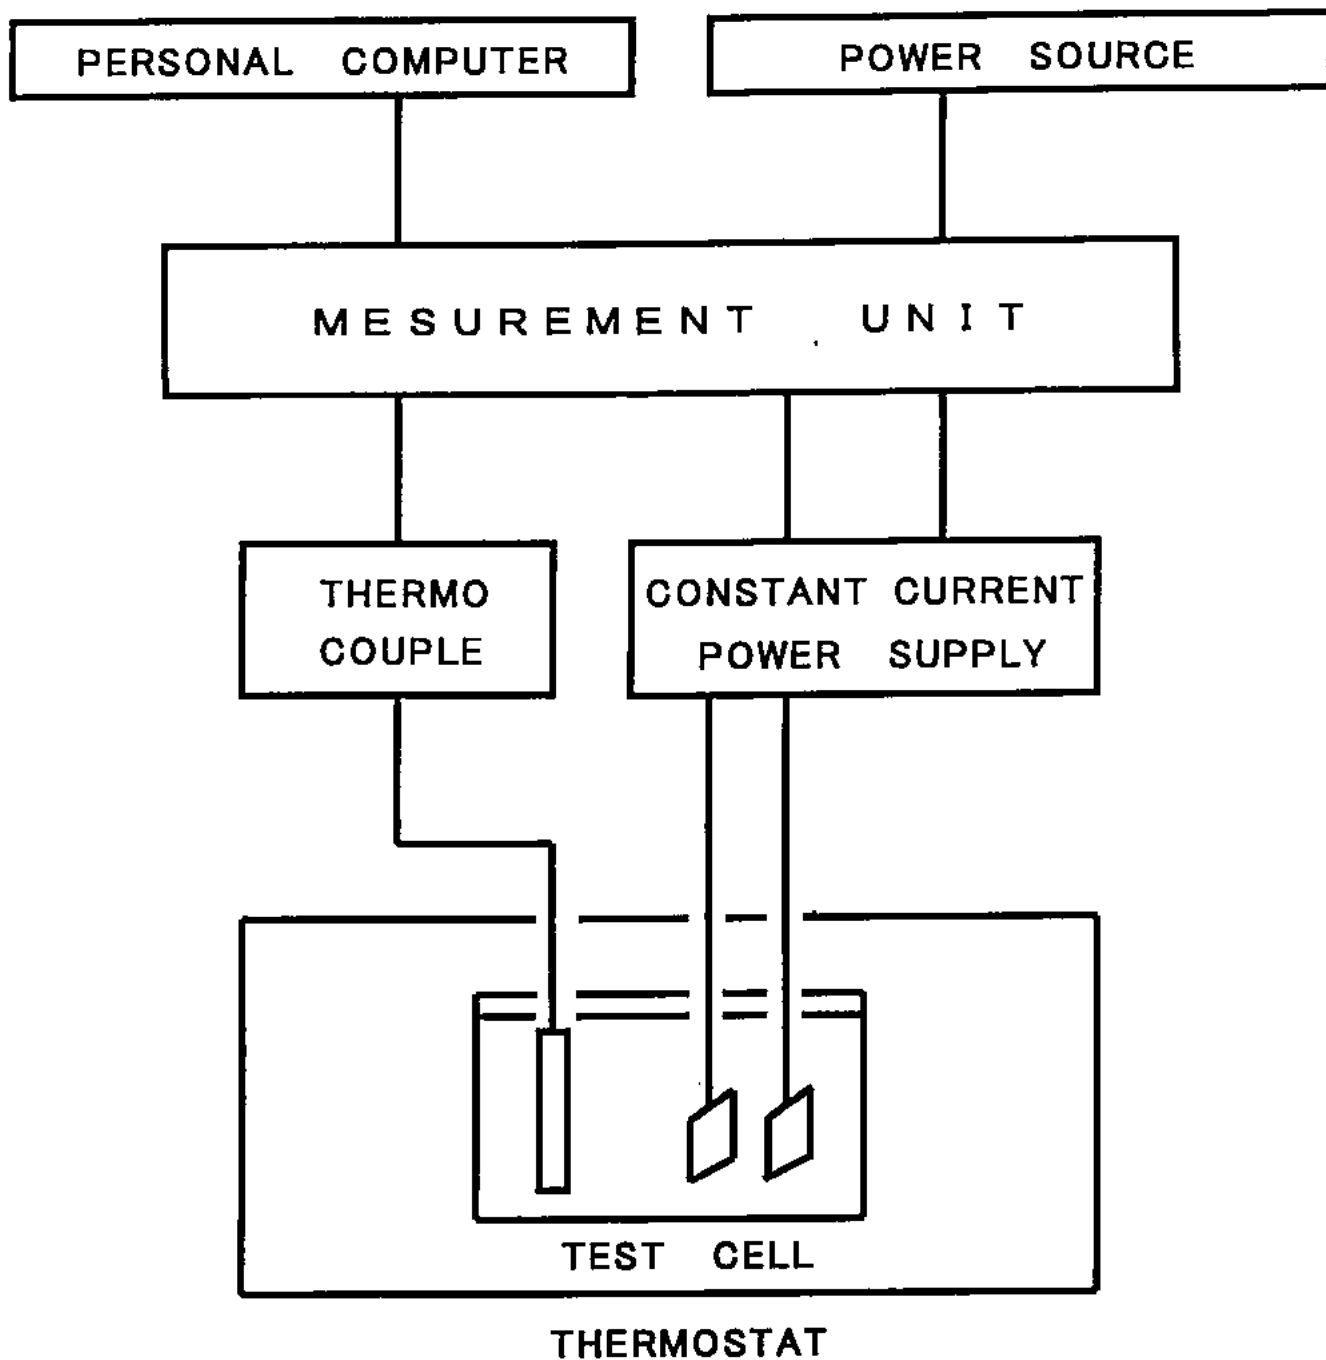 PERSONAL COMPUTER
POWER SOURCE
MESUREMENT UNIT
THERMO
COUPLE
CONSTANT CURRENT
POWER SUPPLY
TEST CELL
THERMOSTAT